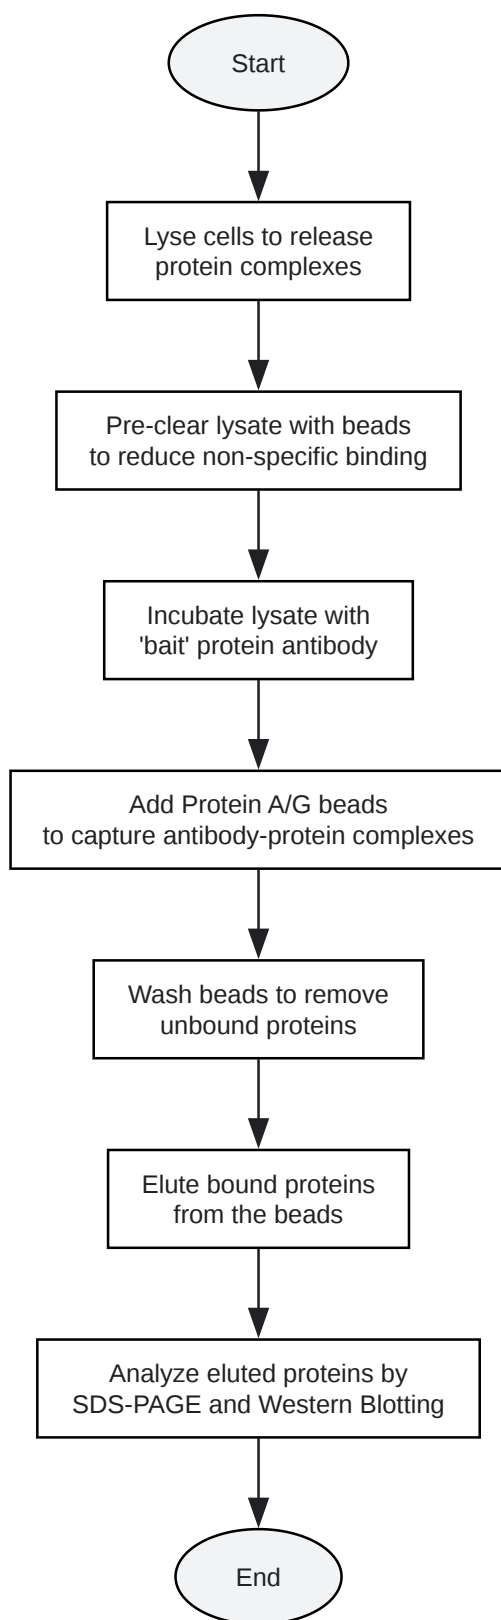 Start
Lyse cells to release
protein complexes
Pre-clear lysate with beads
to reduce non-specific binding
Incubate lysate with
'bait' protein antibody
Add Protein A/G beads
to capture antibody-protein complexes
Wash beads to remove
unbound proteins
Elute bound proteins
from the beads
Analyze eluted proteins by
SDS-PAGE and Western Blotting
End